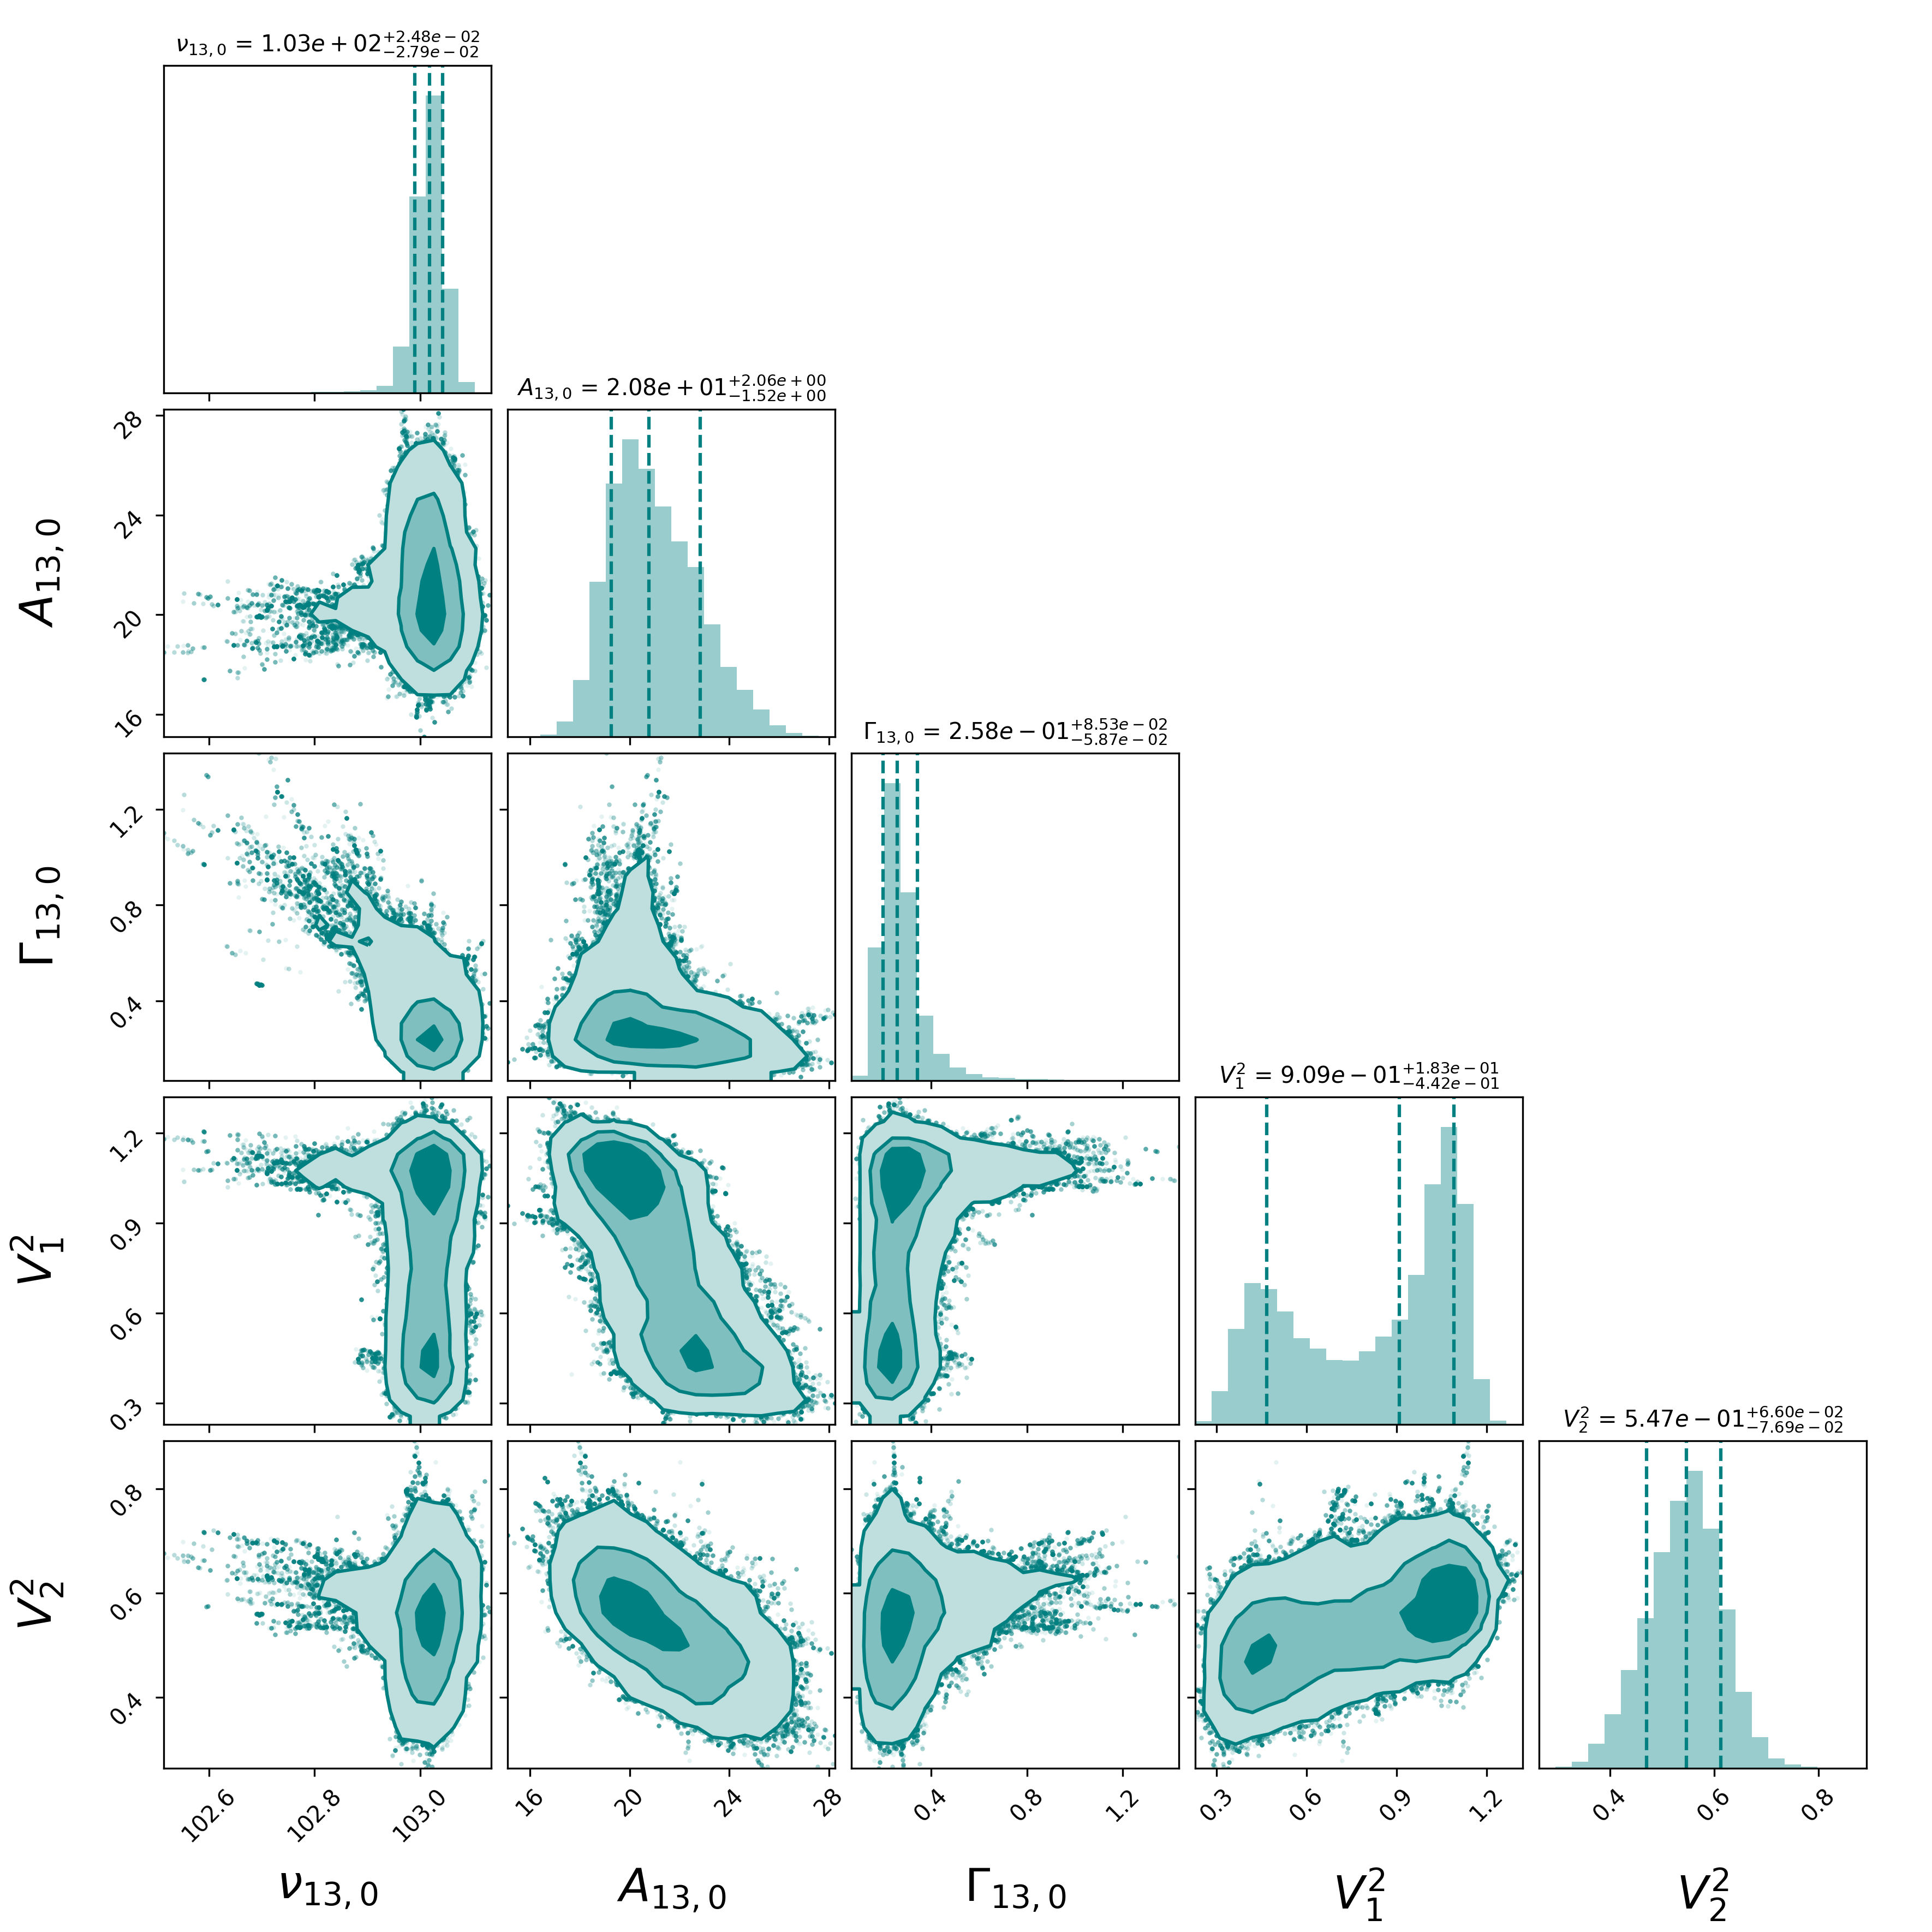 ν13, 0 = 1.03e + 02 +2.48e − 02 −2.79e − 02
28
24
20
16
A13, 0
A13, 0 = 2.08e + 01 +2.06e + 00 −1.52e + 00
1.2
0.8
0.4
Γ13, 0
Γ13, 0 = 2.58e − 01 +8.53e − 02 −5.87e − 02
1.2
0.9
0.6
0.3
V₁²
V₁² = 9.09e − 01 +1.83e − 01 −4.42e − 01
0.8
0.6
0.4
V₂²
V₂² = 5.47e − 01 +6.60e − 02 −7.69e − 02
102.6 102.8 103.0 16 20 24 28 0.4 0.8 1.2 0.3 0.6 0.9 1.2 0.4 0.6 0.8
ν13, 0 A13, 0 Γ13, 0 V₁² V₂²